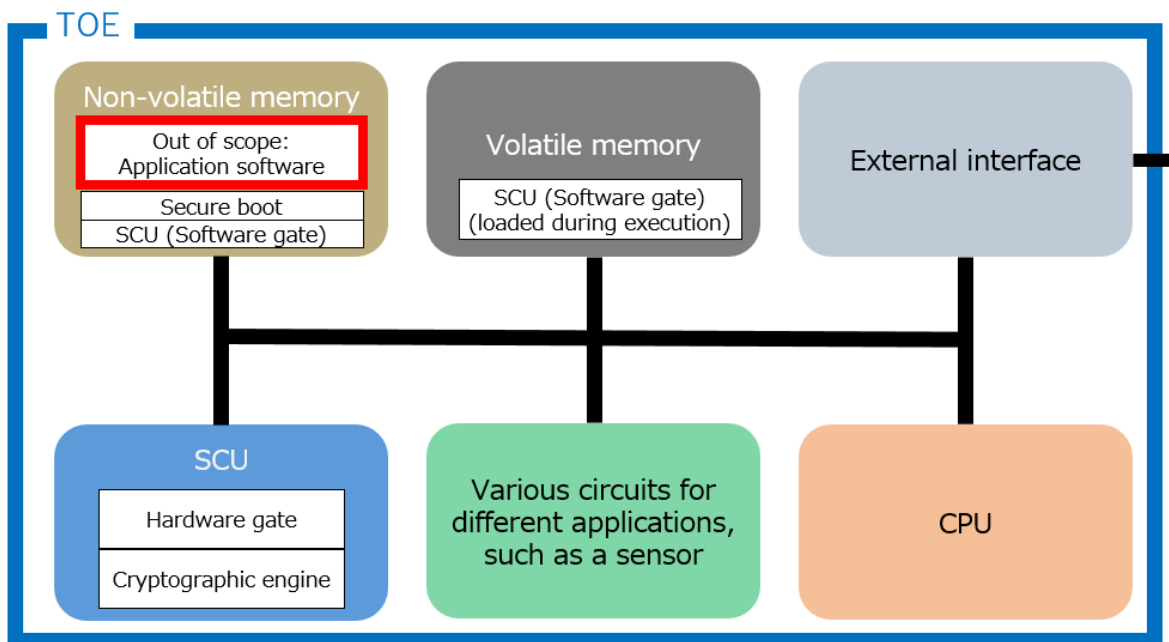 TOE
Non-volatile memory
Out of scope:
Application software
Secure boot
SCU (Software gate)
Volatile memory
SCU (Software gate)
(loaded during execution)
External interface
SCU
Hardware gate
Cryptographic engine
Various circuits for
different applications,
such as a sensor
CPU